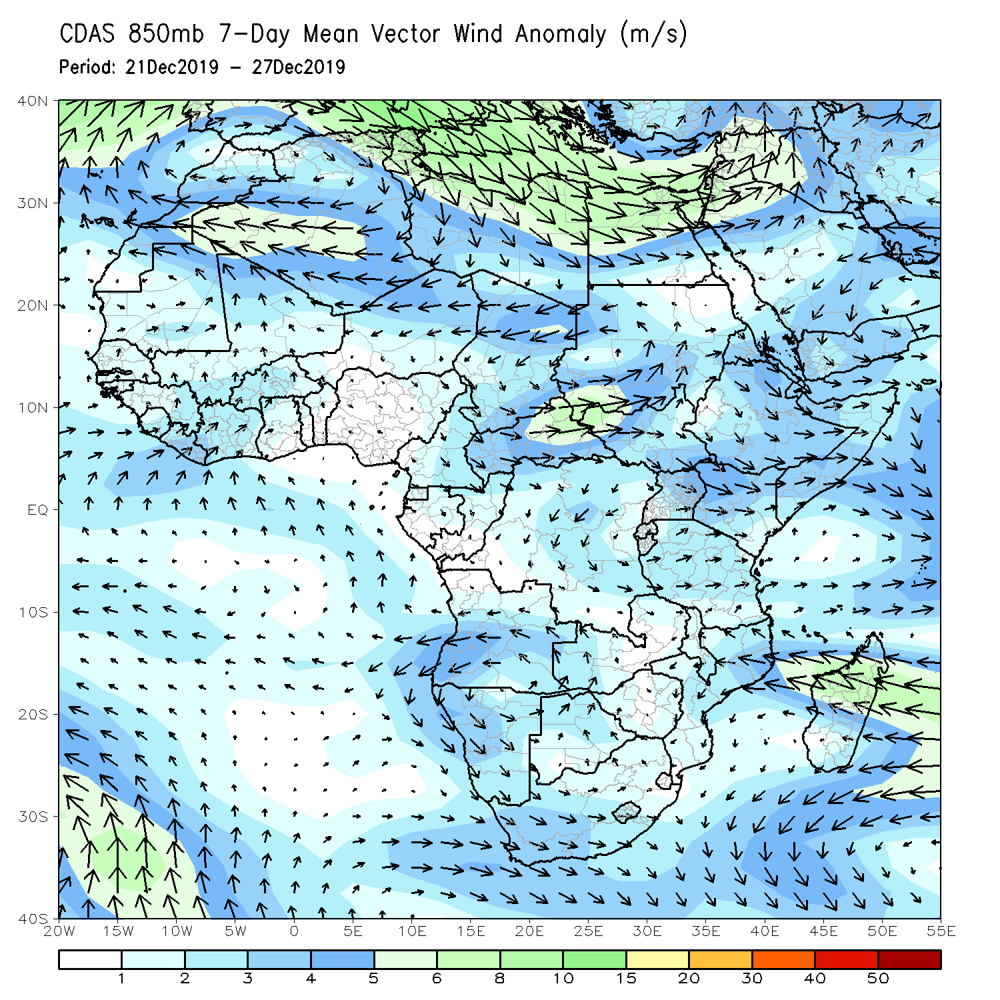 CDAS 850mb 7-Day Mean Vector Wind Anomaly (m/s)
Period: 21Dec2019 - 27Dec2019
40N
30N
20N
10N
EQ
10S
20S
30S
40S
20W 15W 10W 5W 0 5E 10E 15E 20E 25E 30E 35E 40E 45E 50E 55E
1 2 3 4 5 6 8 10 15 20 30 40 50